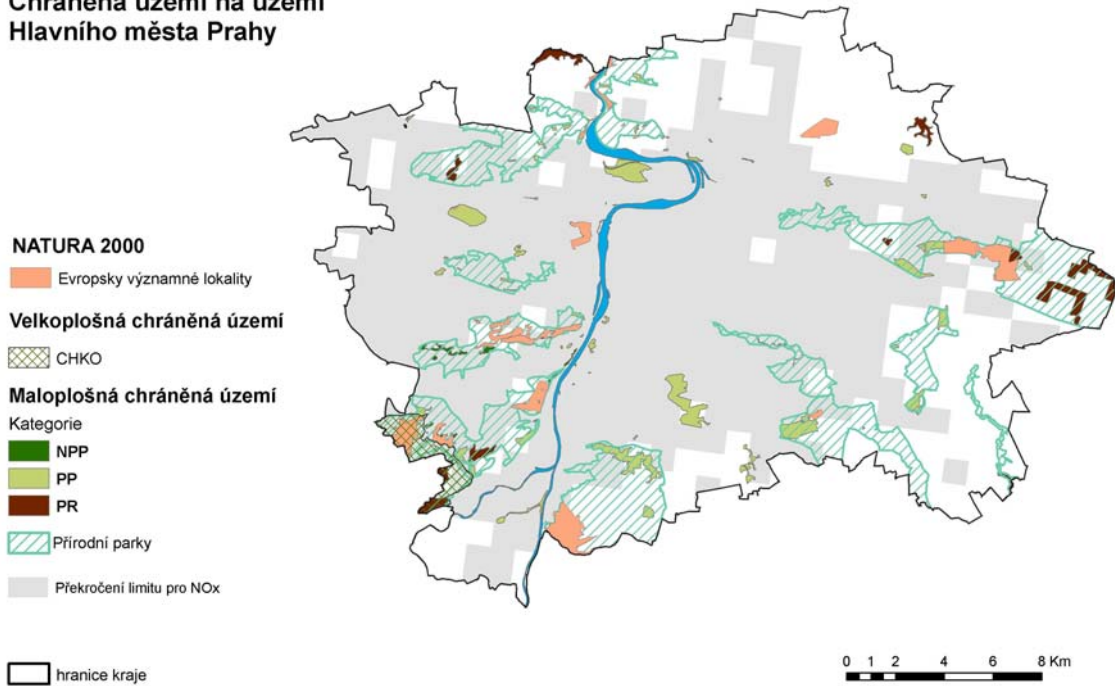 Chráněná území na území
Hlavního města Prahy
NATURA 2000
Evropsky významné lokality
Velkoplošná chráněná území
CHKO
Maloplošná chráněná území
Kategorie
NPP
PP
PR
Přírodní parky
Překročení limitu pro NOx
hranice kraje
0 1 2 4 6 8 Km